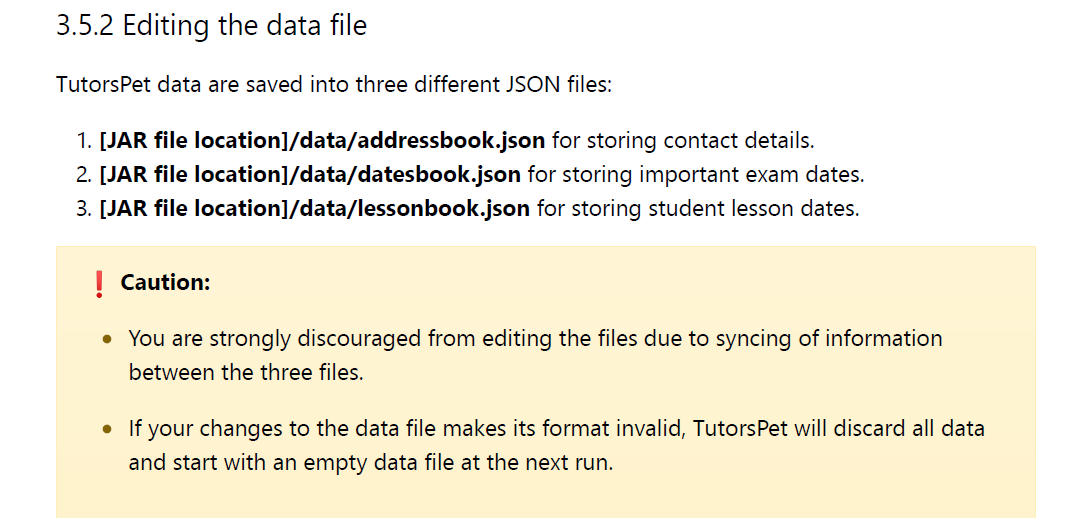 3.5.2 Editing the data file
TutorsPet data are saved into three different JSON files:
1. [JAR file location]/data/addressbook.json for storing contact details.
2. [JAR file location]/data/datesbook.json for storing important exam dates.
3. [JAR file location]/data/lessonbook.json for storing student lesson dates.
❗ Caution:
• You are strongly discouraged from editing the files due to syncing of information
between the three files.
• If your changes to the data file makes its format invalid, TutorsPet will discard all data
and start with an empty data file at the next run.